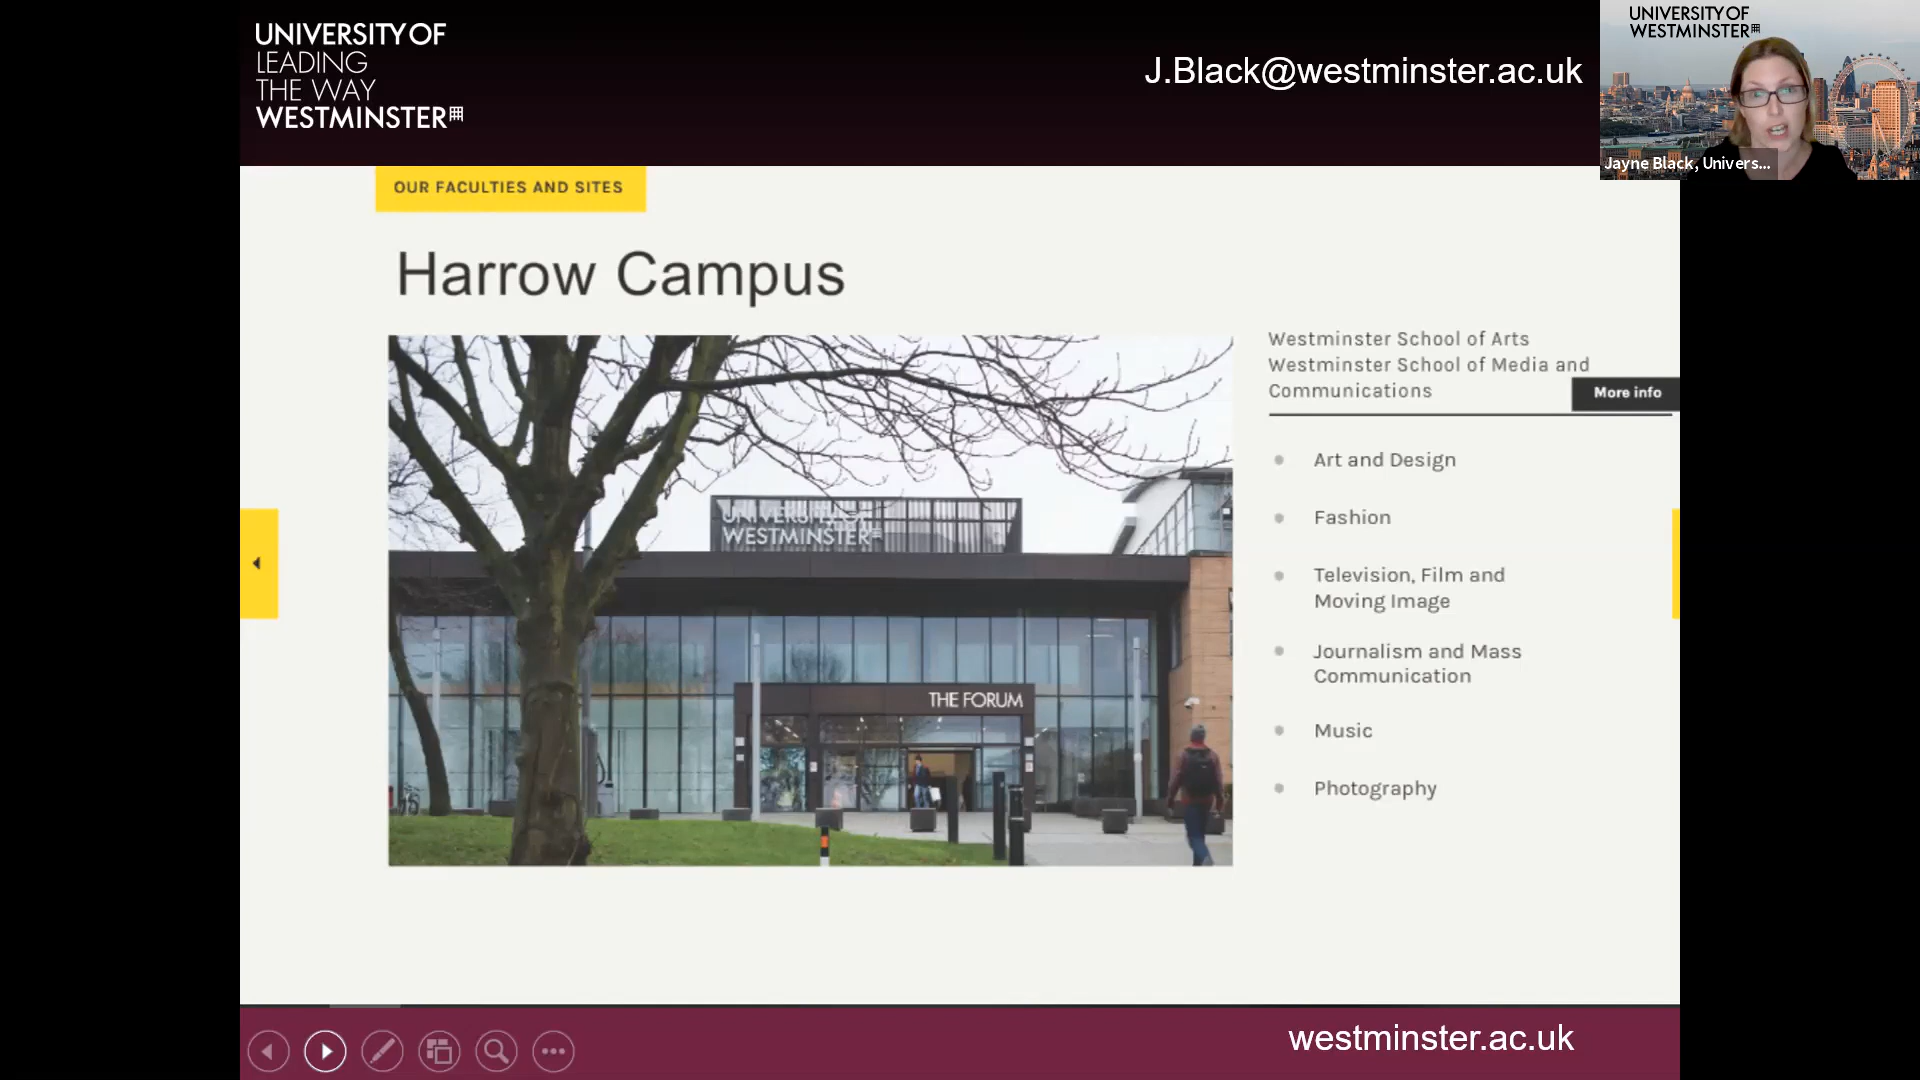 UNIVERSITY OF
LEADING
THE WAY
WESTMINSTER
J.Black@westminster.ac.uk
UNIVERSITY OF
WESTMINSTER
Jayne Black, Univers...
OUR FACULTIES AND SITES
Harrow Campus
Westminster School of Arts
Westminster School of Media and
Communications
More info
Art and Design
Fashion
Television, Film and
Moving Image
Journalism and Mass
Communication
Music
Photography
UNIVERSITY OF
WESTMINSTER
THE FORUM
westminster.ac.uk